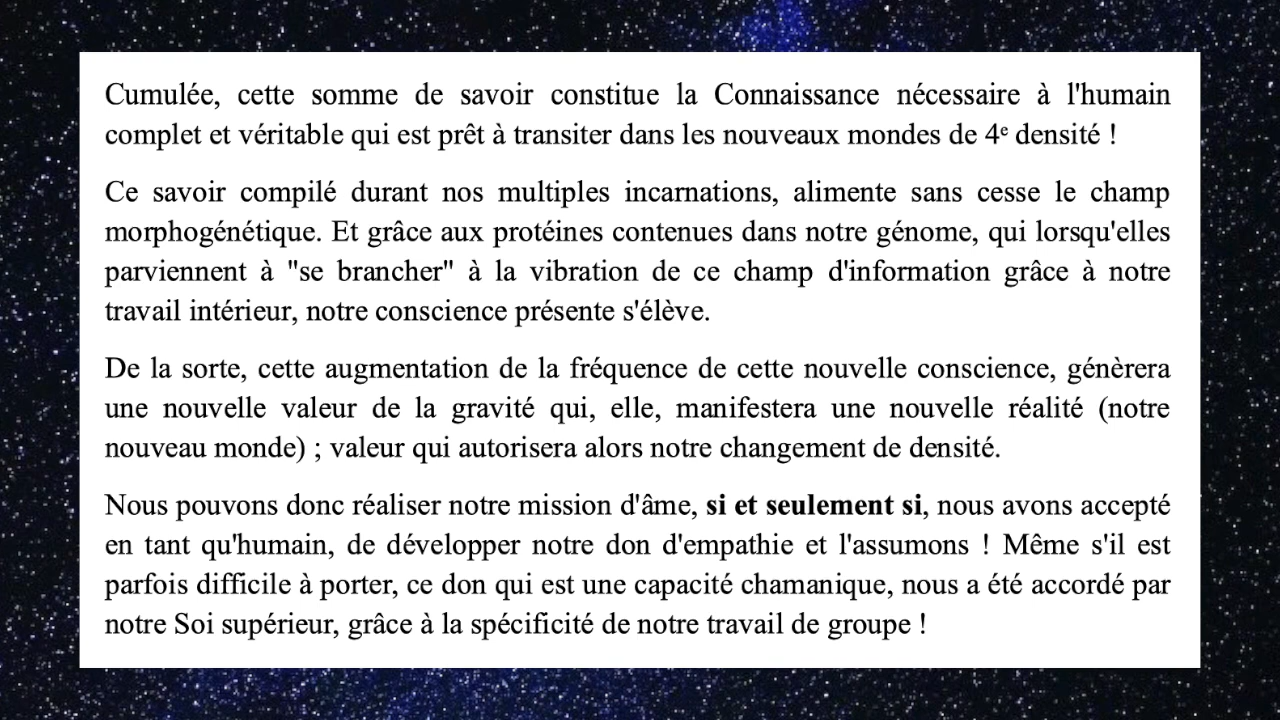 Cumulée, cette somme de savoir constitue la Connaissance nécessaire à l'humain
complet et véritable qui est prêt à transiter dans les nouveaux mondes de 4ᵉ densité !
Ce savoir compilé durant nos multiples incarnations, alimente sans cesse le champ
morphogénétique. Et grâce aux protéines contenues dans notre génome, qui lorsqu'elles
parviennent à "se brancher" à la vibration de ce champ d'information grâce à notre
travail intérieur, notre conscience présente s'élève.
De la sorte, cette augmentation de la fréquence de cette nouvelle conscience, génèrera
une nouvelle valeur de la gravité qui, elle, manifestera une nouvelle réalité (notre
nouveau monde) ; valeur qui autorisera alors notre changement de densité.
Nous pouvons donc réaliser notre mission d'âme, si et seulement si, nous avons accepté
en tant qu'humain, de développer notre don d'empathie et l'assumons ! Même s'il est
parfois difficile à porter, ce don qui est une capacité chamanique, nous a été accordé par
notre Soi supérieur, grâce à la spécificité de notre travail de groupe !